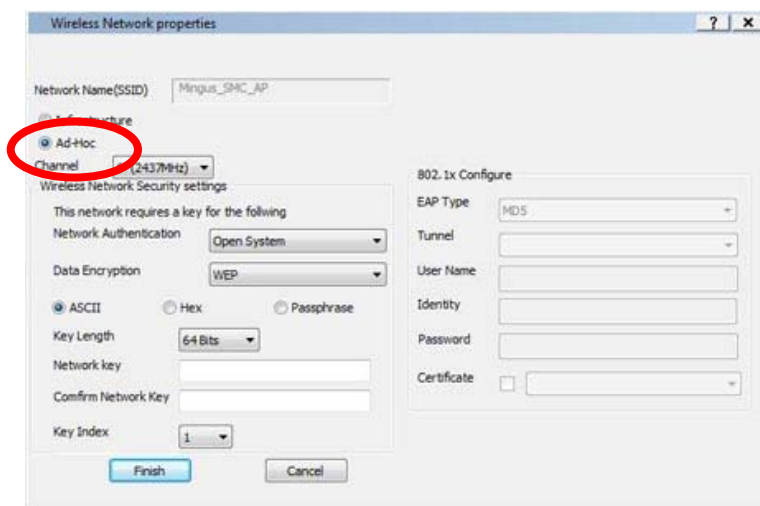 Wireless Network properties
? x
Network Name(SSID) Mingus_SMC_AP
Infrastructure
Ad-Hoc
Channel (2437MHz)
Wireless Network Security settings
This network requires a key for the follwing
Network Authentication Open System
Data Encryption WEP
ASCII Hex Passphrase
Key Length 64 Bits
Network key
Comfirm Network Key
Key Index 1
Finish Cancel
802.1x Configure
EAP Type MD5
Tunnel
User Name
Identity
Password
Certificate